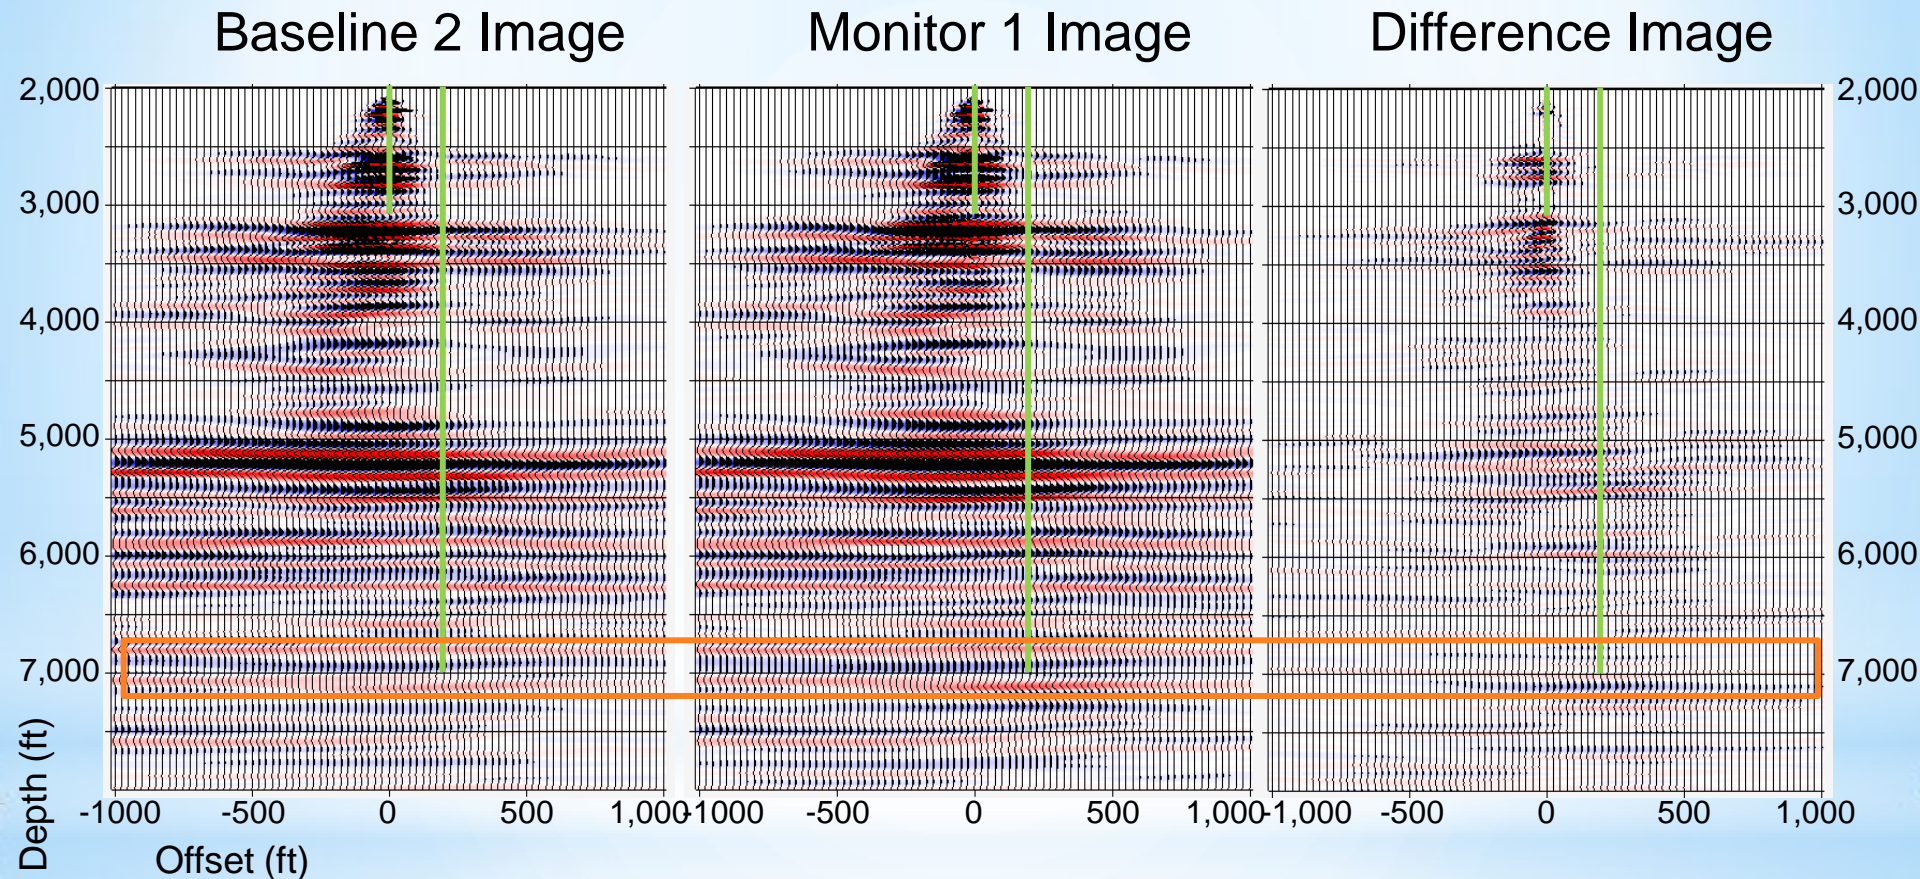 Baseline 2 Image
Monitor 1 Image
Difference Image
2,000
3,000
4,000
5,000
6,000
7,000
2,000
3,000
4,000
5,000
6,000
7,000
-1000 -500 0 500 1,000
-1000 -500 0 500 1,000
-1,000 -500 0 500 1,000
Depth (ft)
Offset (ft)